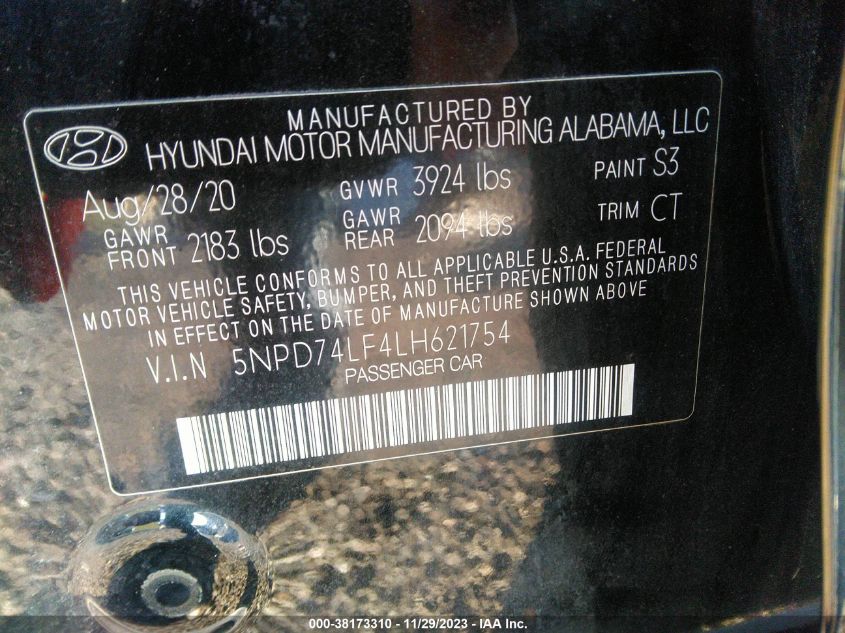 MANUFACTURED BY
HYUNDAI MOTOR MANUFACTURING ALABAMA, LLC
Aug/28/20 GVWR 3924 lbs PAINT S3
GAWR FRONT 2183 lbs GAWR REAR 2094 lbs TRIM CT
THIS VEHICLE CONFORMS TO ALL APPLICABLE U.S.A. FEDERAL
MOTOR VEHICLE SAFETY, BUMPER, AND THEFT PREVENTION STANDARDS
IN EFFECT ON THE DATE OF MANUFACTURE SHOWN ABOVE
V.I.N 5NPD74LF4LH621754
PASSENGER CAR
000-38173310 - 11/29/2023 - © IAA Inc.